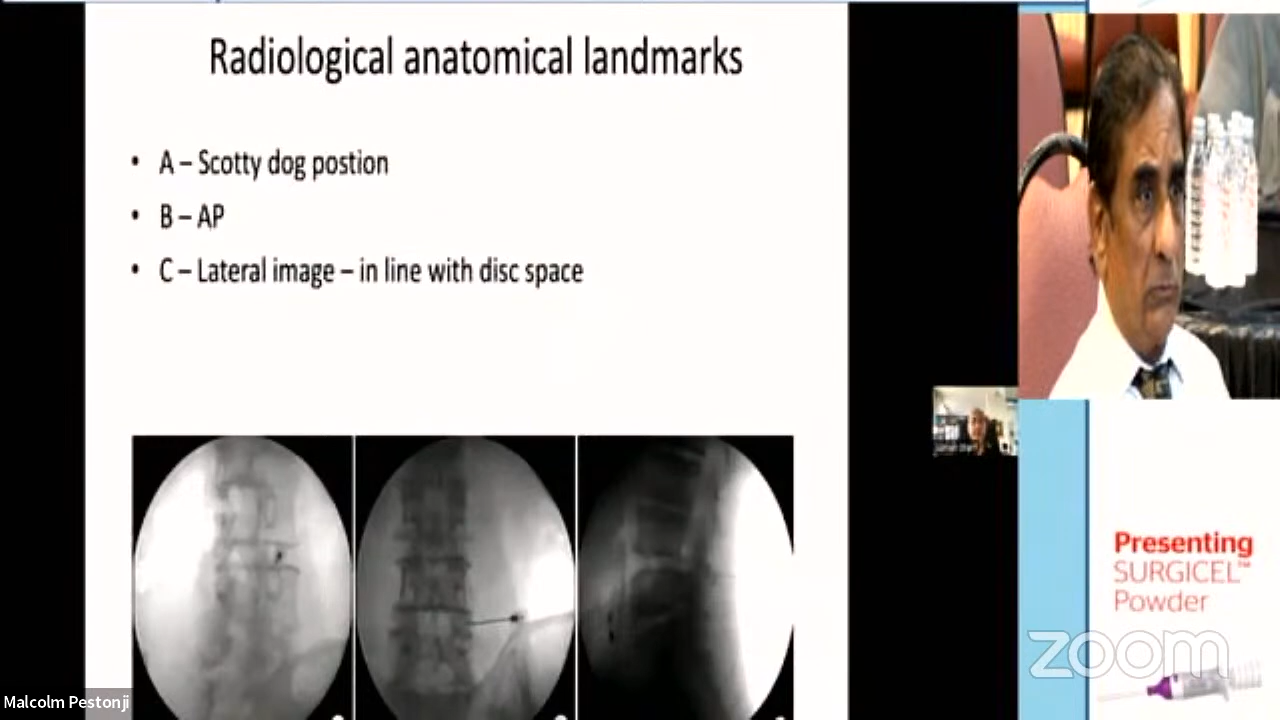 Radiological anatomical landmarks
• A – Scotty dog postion
• B – AP
• C – Lateral image – in line with disc space
Presenting
SURGICEL™
Powder
zoom
Malcolm Pestonji